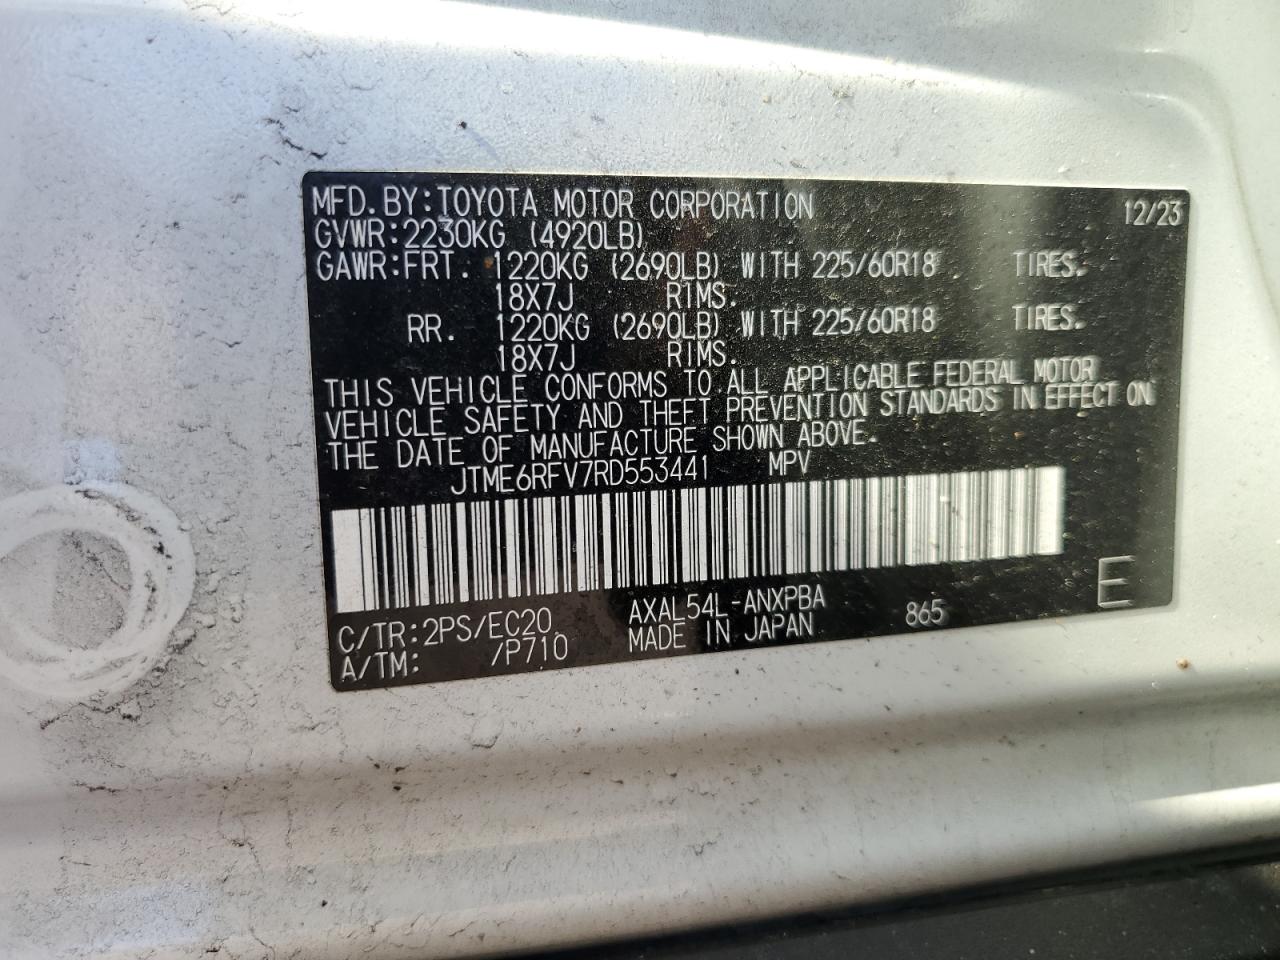 MFD.BY:TOYOTA MOTOR CORPORATION 12/23
GVWR:2230KG (4920LB)
GAWR:FRT. 1220KG (2690LB) WITH 225/60R18 TIRES.
18X7J RIMS.
RR. 1220KG (2690LB) WITH 225/60R18 TIRES.
18X7J RIMS.
THIS VEHICLE CONFORMS TO ALL APPLICABLE FEDERAL MOTOR
VEHICLE SAFETY AND THEFT PREVENTION STANDARDS IN EFFECT ON
THE DATE OF MANUFACTURE SHOWN ABOVE.
JTME6RFV7RD553441 MPV
E
C/TR:2PS/EC20 AXAL54L-ANXPBA 865
A/TM: /P710 MADE IN JAPAN